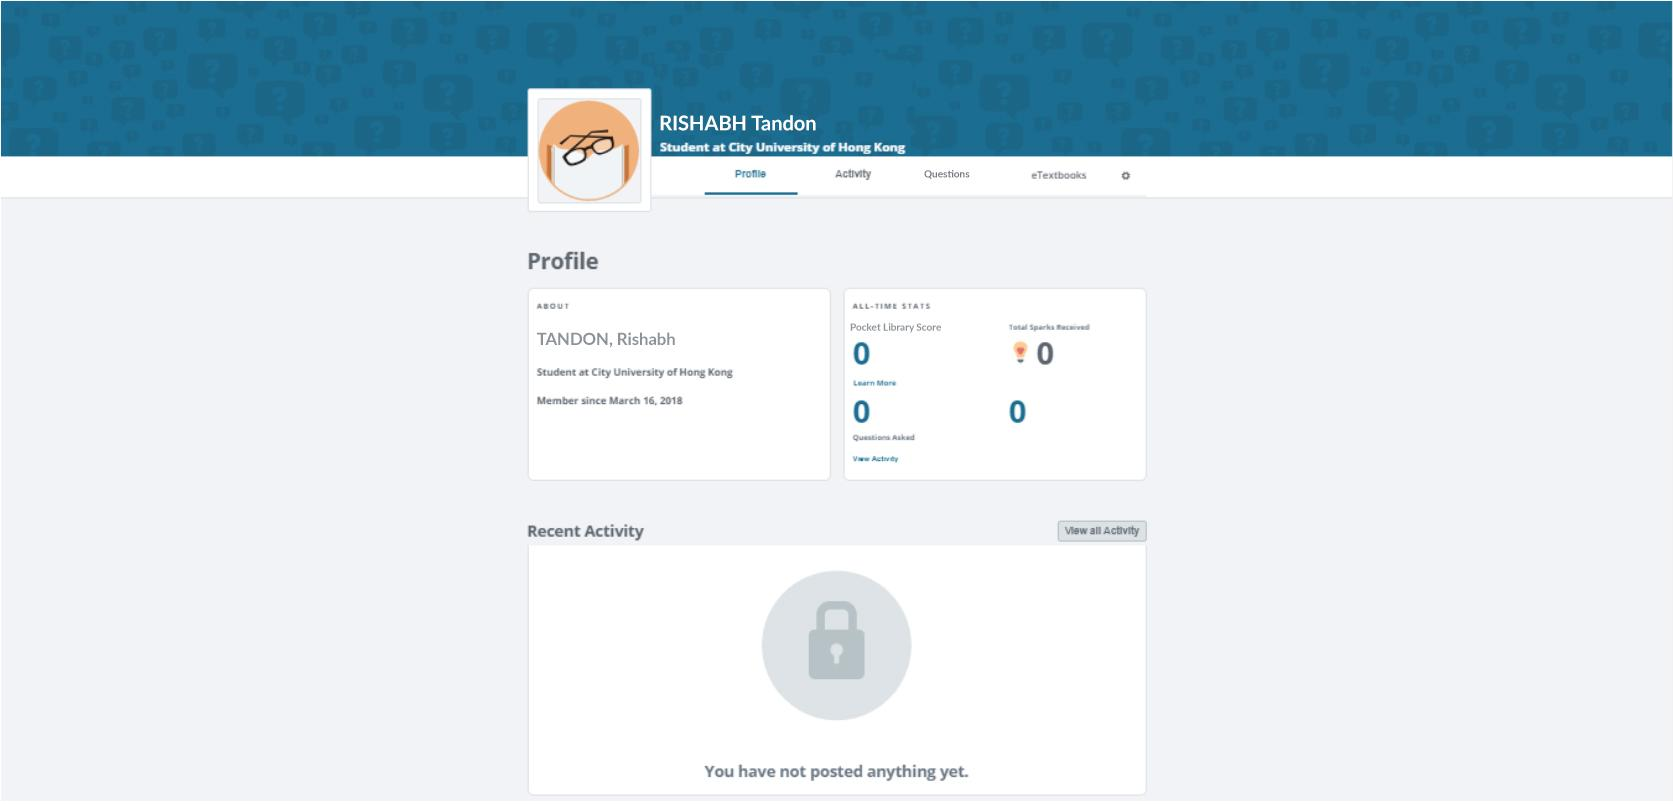 RISHABH Tandon
Student at City University of Hong Kong
Profile Activity Questions eTextbooks
Profile
ABOUT
TANDON, Rishabh
Student at City University of Hong Kong
Member since March 16, 2018
ALL-TIME STATS
Pocket Library Score Total Sparks Received
0 0
Learn More
0 0
Questions Asked
View Activity
Recent Activity
View all Activity
You have not posted anything yet.